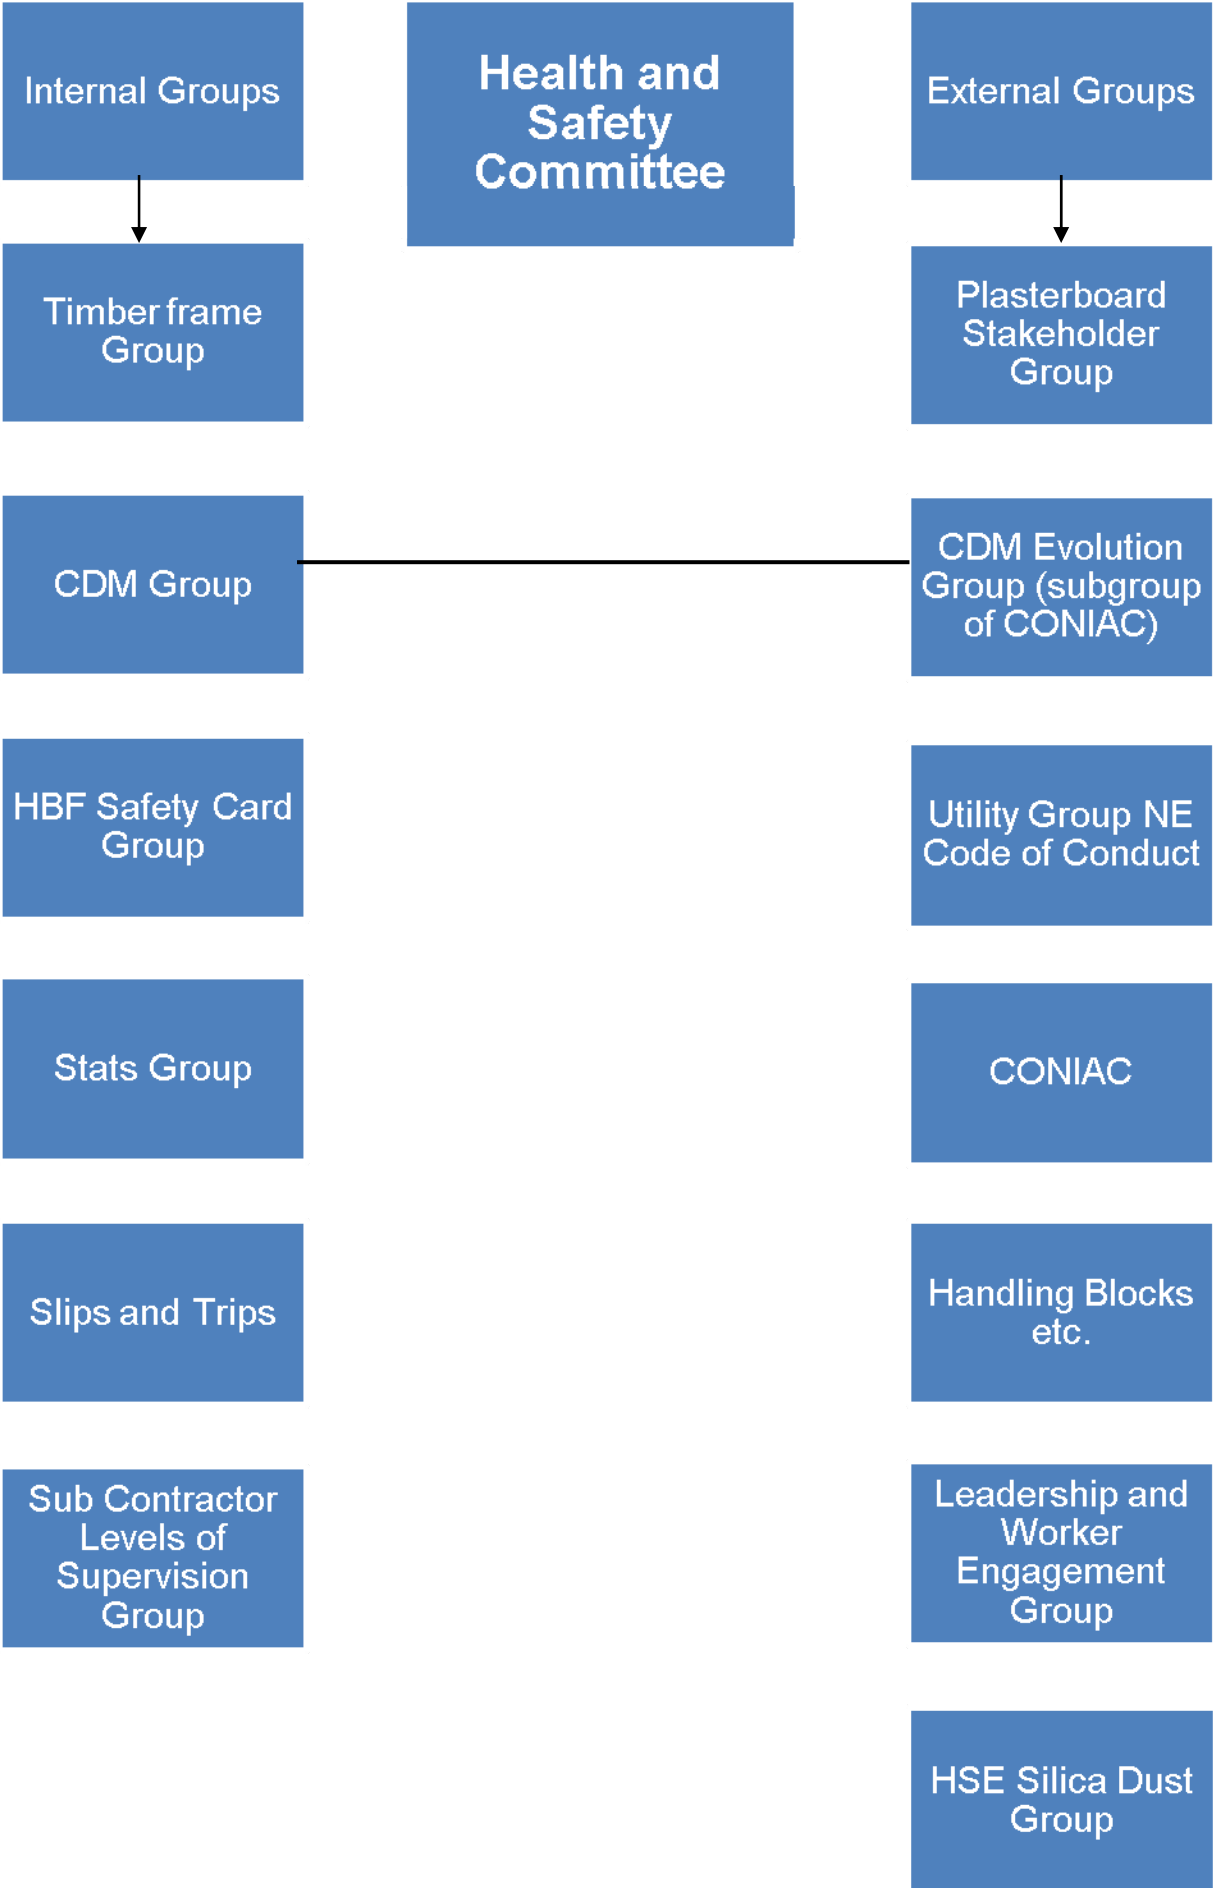 Internal Groups
Health and
Safety
Committee
External Groups
Timber frame
Group
Plasterboard
Stakeholder
Group
CDM Group
CDM Evolution
Group (subgroup
of CONIAC)
HBF Safety Card
Group
Utility Group NE
Code of Conduct
Stats Group
CONIAC
Slips and Trips
Handling Blocks
etc.
Sub Contractor
Levels of
Supervision
Group
Leadership and
Worker
Engagement
Group
HSE Silica Dust
Group